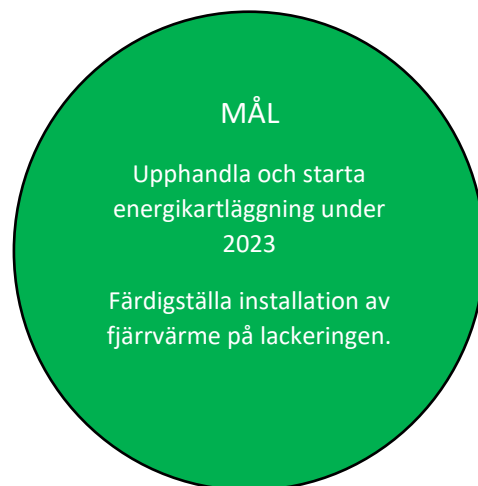 MÅL
Upphandla och starta
energikartläggning under
2023
Färdigställa installation av
fjärrvärme på lackeringen.